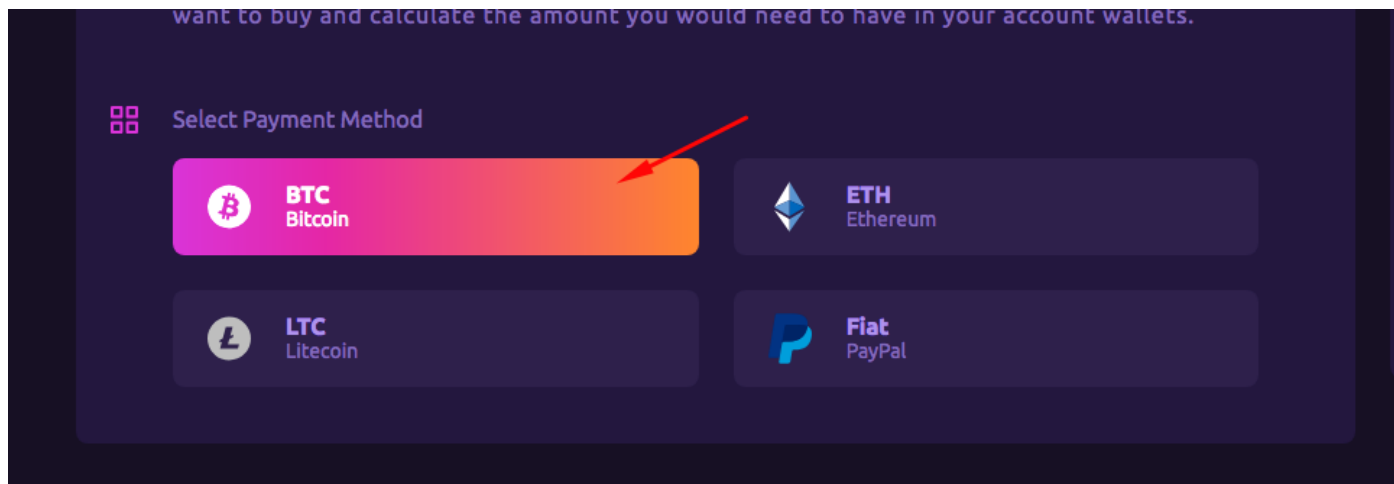 want to buy and calculate the amount you would need to have in your account wallets.
Select Payment Method
BTC
Bitcoin
ETH
Ethereum
LTC
Litecoin
Fiat
PayPal